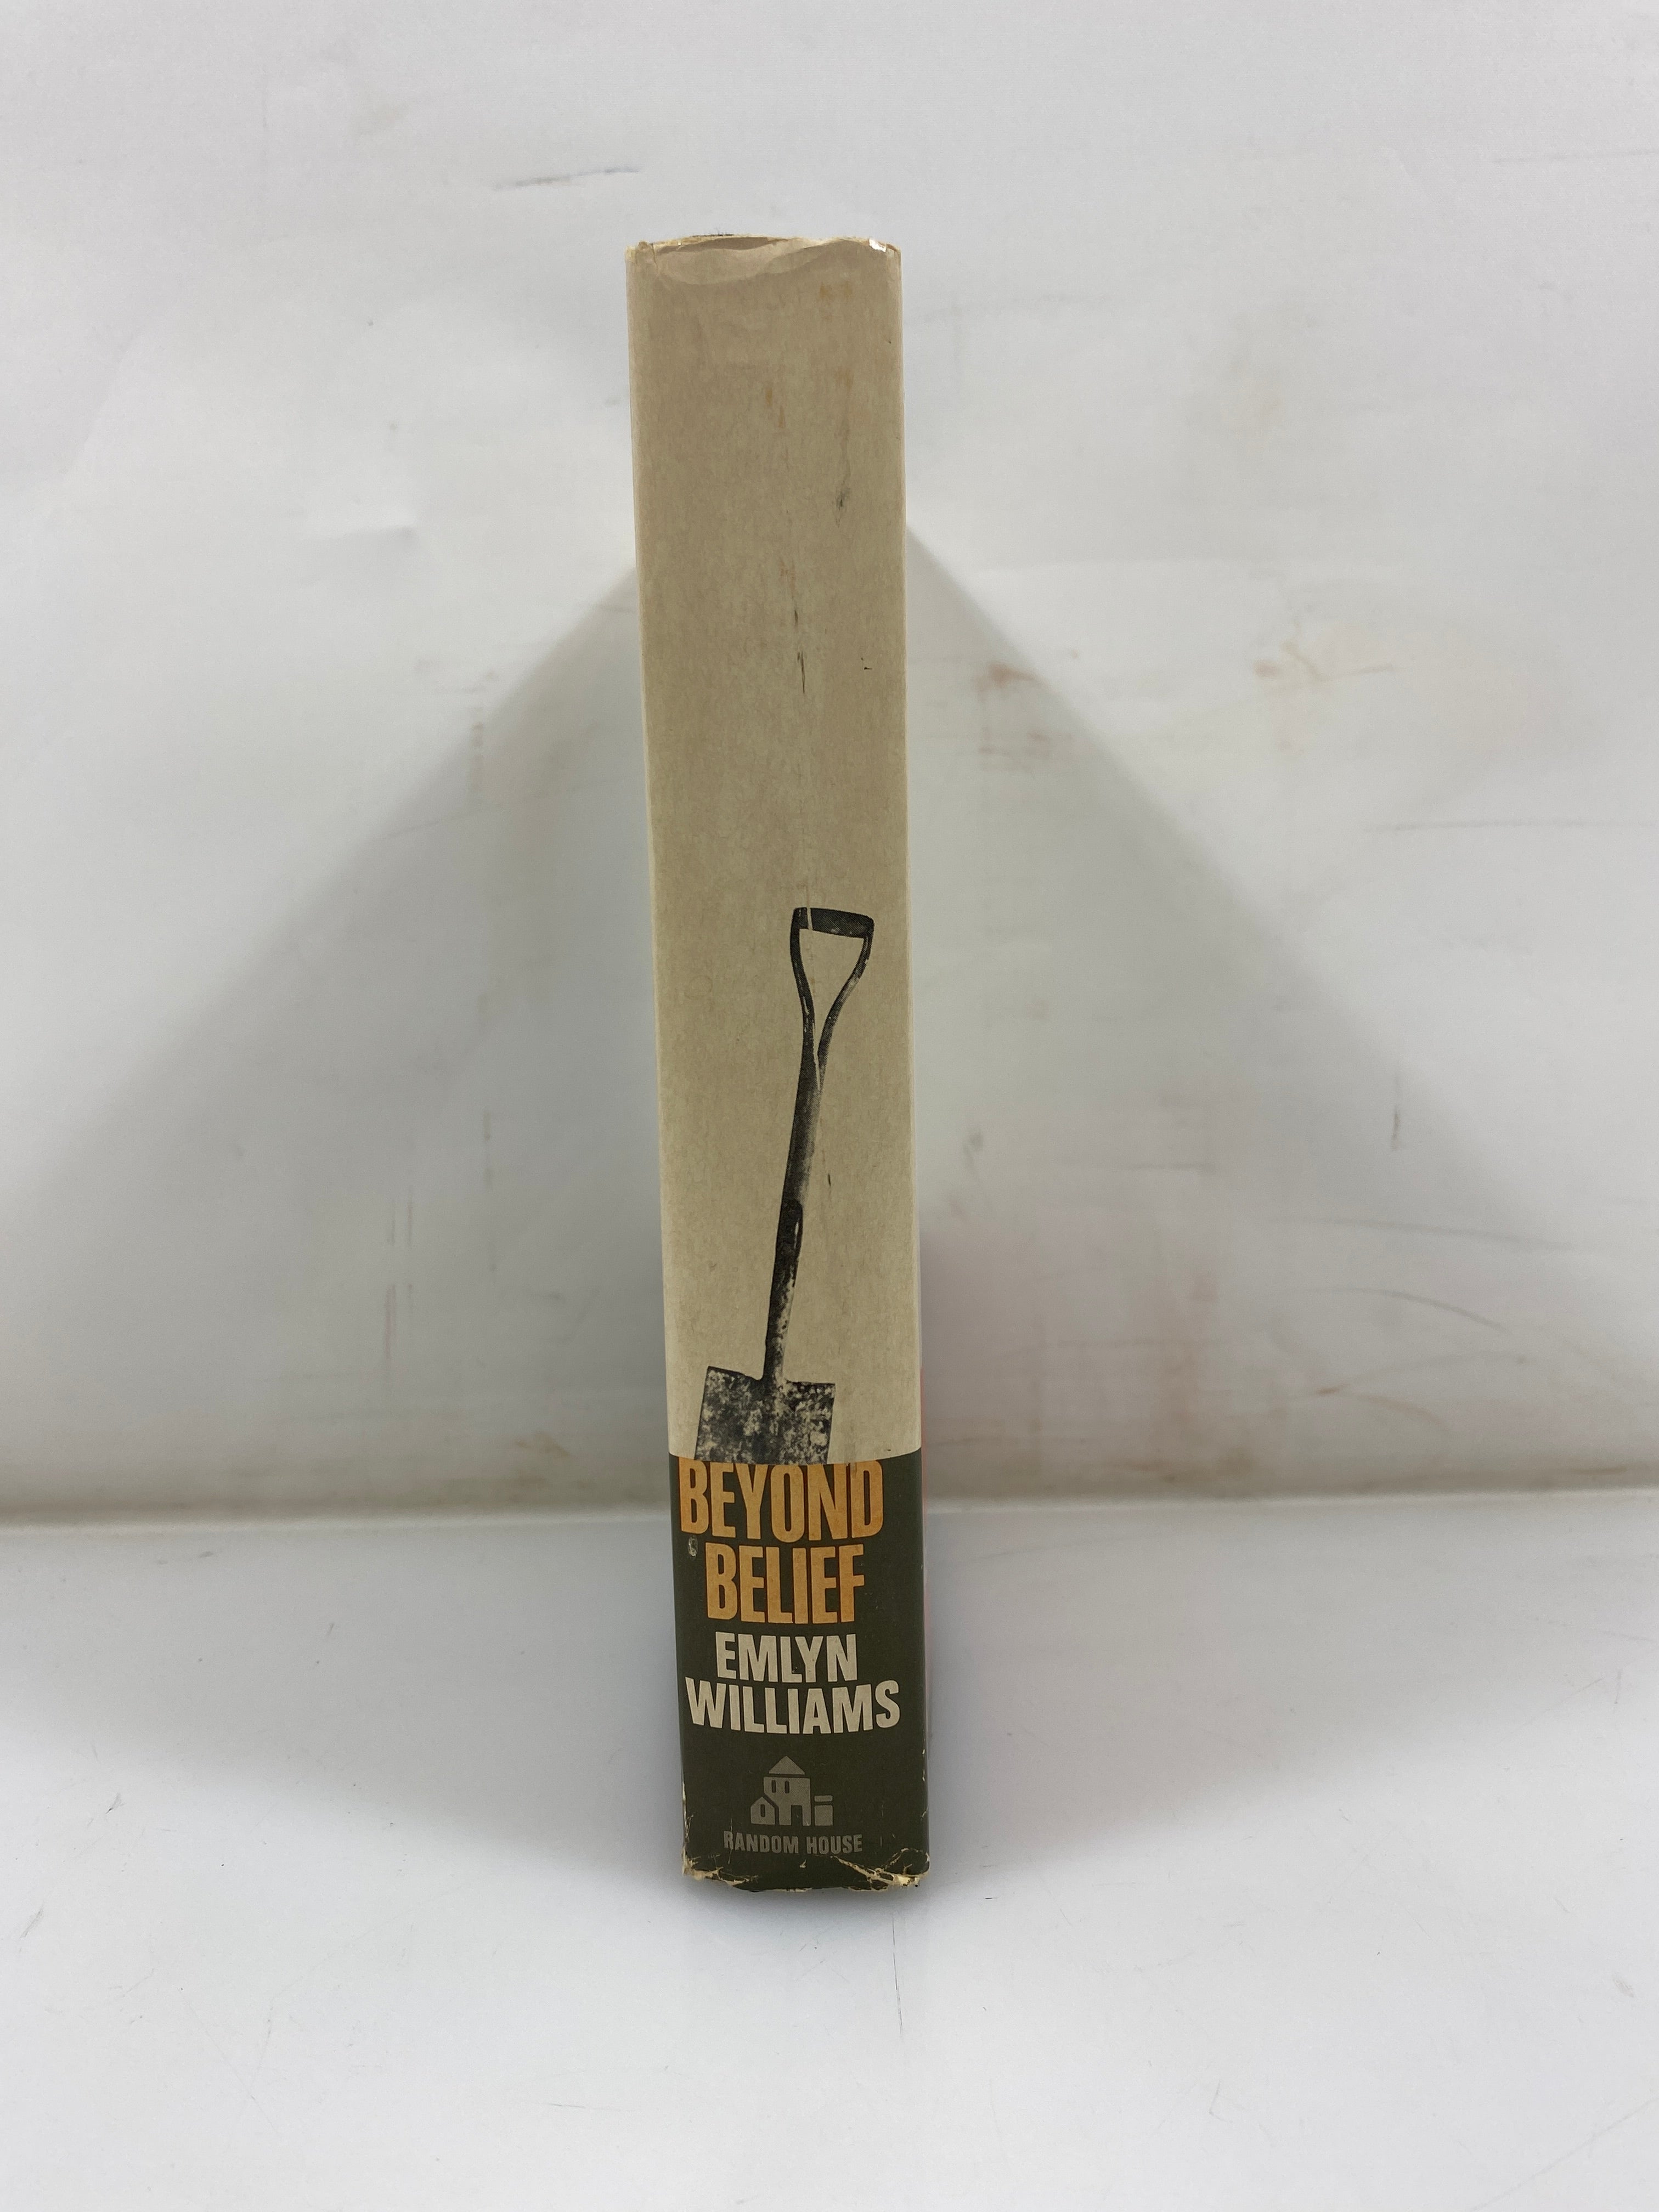 BEYOND
BELIEF
EMLYN
WILLIAMS
RANDOM HOUSE